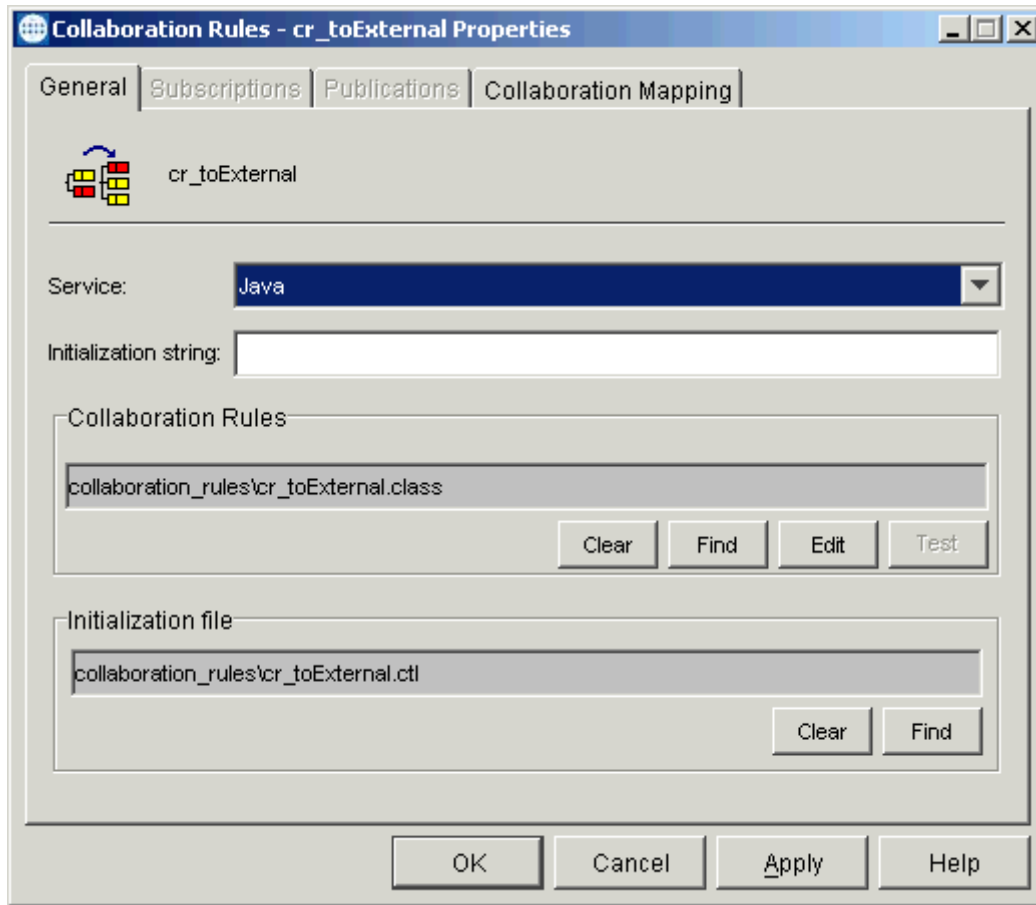 Collaboration Rules - cr_toExternal Properties
General Subscriptions Publications Collaboration Mapping
cr_toExternal
Service: Java
Initialization string:
Collaboration Rules
collaboration_rules\cr_toExternal.class
Clear Find Edit Test
Initialization file
collaboration_rules\cr_toExternal.ctl
Clear Find
OK Cancel Apply Help